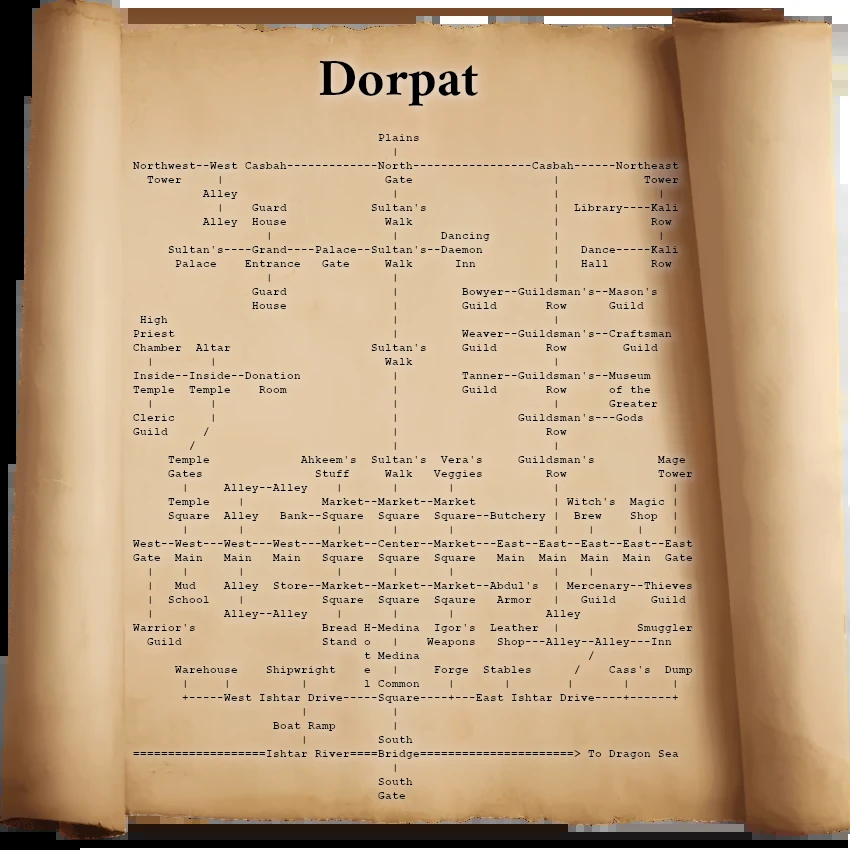 Dorpat
Plains
|
Northwest--West Casbah-------------North-----------------Casbah------Northeast
Tower | Gate | Tower
Alley | | |
| Guard Sultan's | Library----Kali
Alley House Walk | Row
| | Dancing | |
Sultan's----Grand----Palace--Sultan's--Daemon | Dance-----Kali
Palace Entrance Gate Walk Inn | Hall Row
| | |
Guard | Bowyer--Guildsman's--Mason's
House | Guild Row Guild
High | |
Priest | Weaver--Guildsman's--Craftsman
Chamber Altar Sultan's Guild Row Guild
| | Walk |
Inside--Inside--Donation | Tanner--Guildsman's--Museum
Temple Temple Room | Guild Row of the
| | | | Greater
Cleric | | Guildsman's---Gods
Guild / | Row
/ | |
Temple Ahkeem's Sultan's Vera's Guildsman's Mage
Gates Stuff Walk Veggies Row Tower
| Alley--Alley | | | | |
Temple | Market--Market--Market | Witch's Magic |
Square Alley Bank--Square Square Square--Butchery | Brew Shop |
| | | | | | | | |
West--West---West---West---Market--Center--Market---East--East--East--East--East
Gate Main Main Main Square Square Square Main Main Main Main Gate
| | | | | | | |
| Mud Alley Store--Market--Market--Market--Abdul's | Mercenary--Thieves
| School | Square Square Sqaure Armor | Guild Guild
| Alley--Alley | | | Alley
Warrior's Bread H-Medina Igor's Leather | Smuggler
Guild Stand o | Weapons Shop---Alley--Alley---Inn
t Medina /
Warehouse Shipwright e | Forge Stables / Cass's Dump
| | | l Common | | | | |
+-----West Ishtar Drive-----Square----+---East Ishtar Drive----+------+
| |
Boat Ramp |
| South
===================Ishtar River====Bridge======================> To Dragon Sea
|
South
Gate